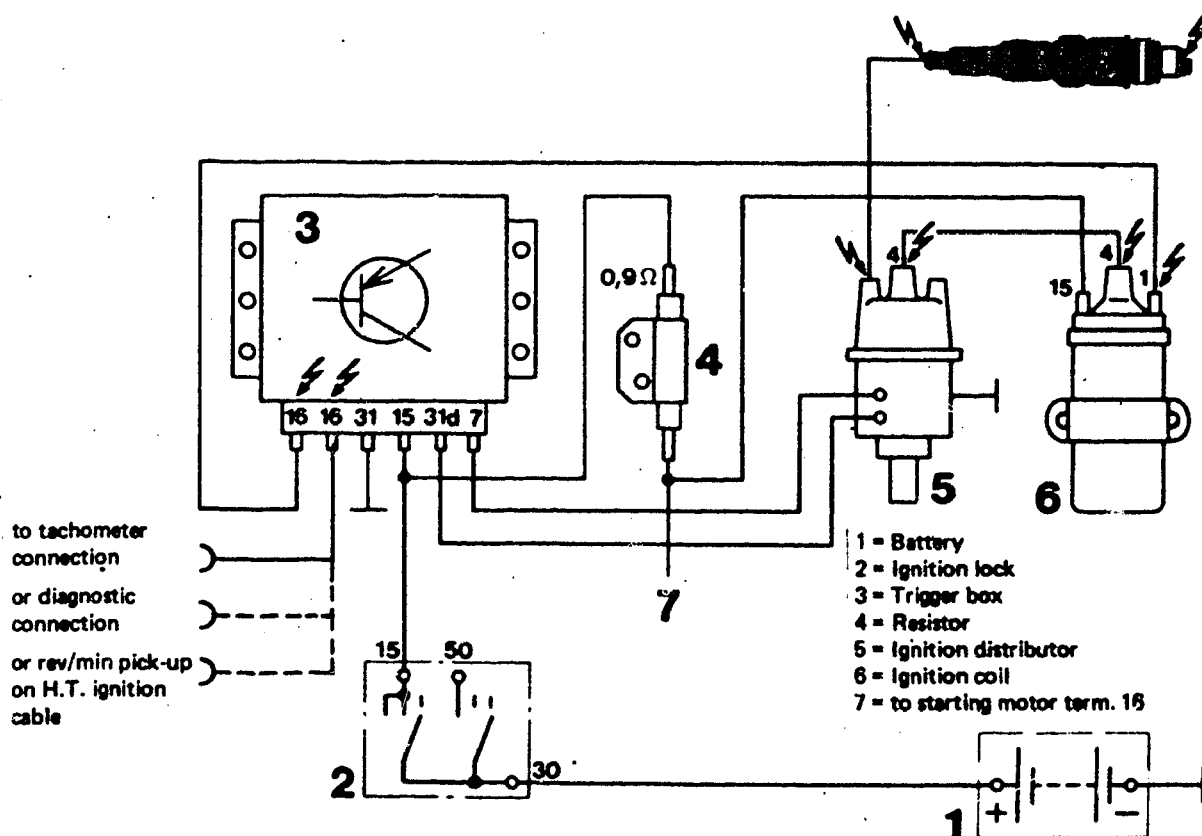 3
0,9Ω
4
4
4
15
1
16 16 31 15 31d 7
5
6
to tachometer
connection
or diagnostic
connection
or rev/min pick-up
on H.T. ignition
cable
7
1 = Battery
2 = Ignition lock
3 = Trigger box
4 = Resistor
5 = Ignition distributor
6 = Ignition coil
7 = to starting motor term. 16
15 50
2
30
1
+ −